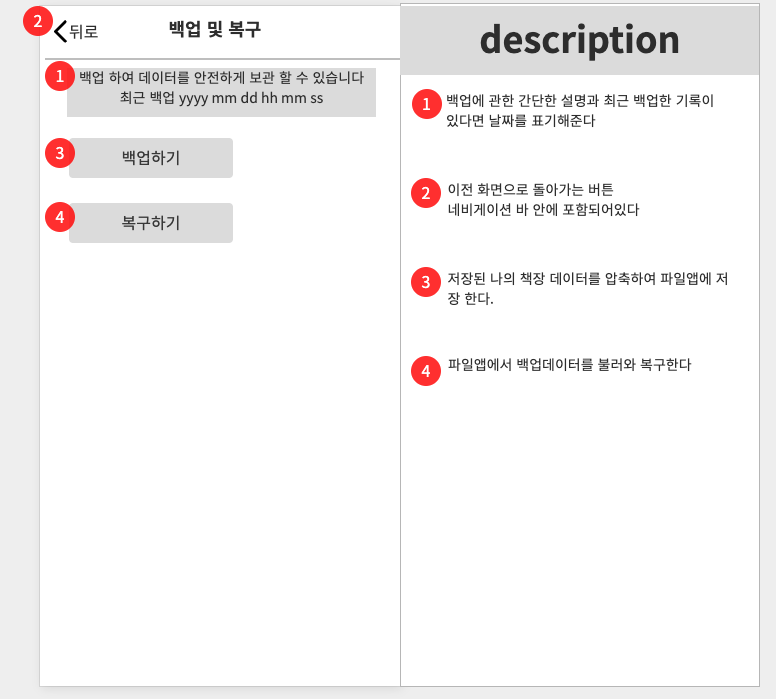 2
뒤로
백업 및 복구
1
백업 하여 데이터를 안전하게 보관 할 수 있습니다
최근 백업 yyyy mm dd hh mm ss
3
백업하기
4
복구하기
description
1
백업에 관한 간단한 설명과 최근 백업한 기록이
있다면 날짜를 표기해준다
2
이전 화면으로 돌아가는 버튼
네비게이션 바 안에 포함되어있다
3
저장된 나의 책장 데이터를 압축하여 파일앱에 저
장 한다.
4
파일앱에서 백업데이터를 불러와 복구한다